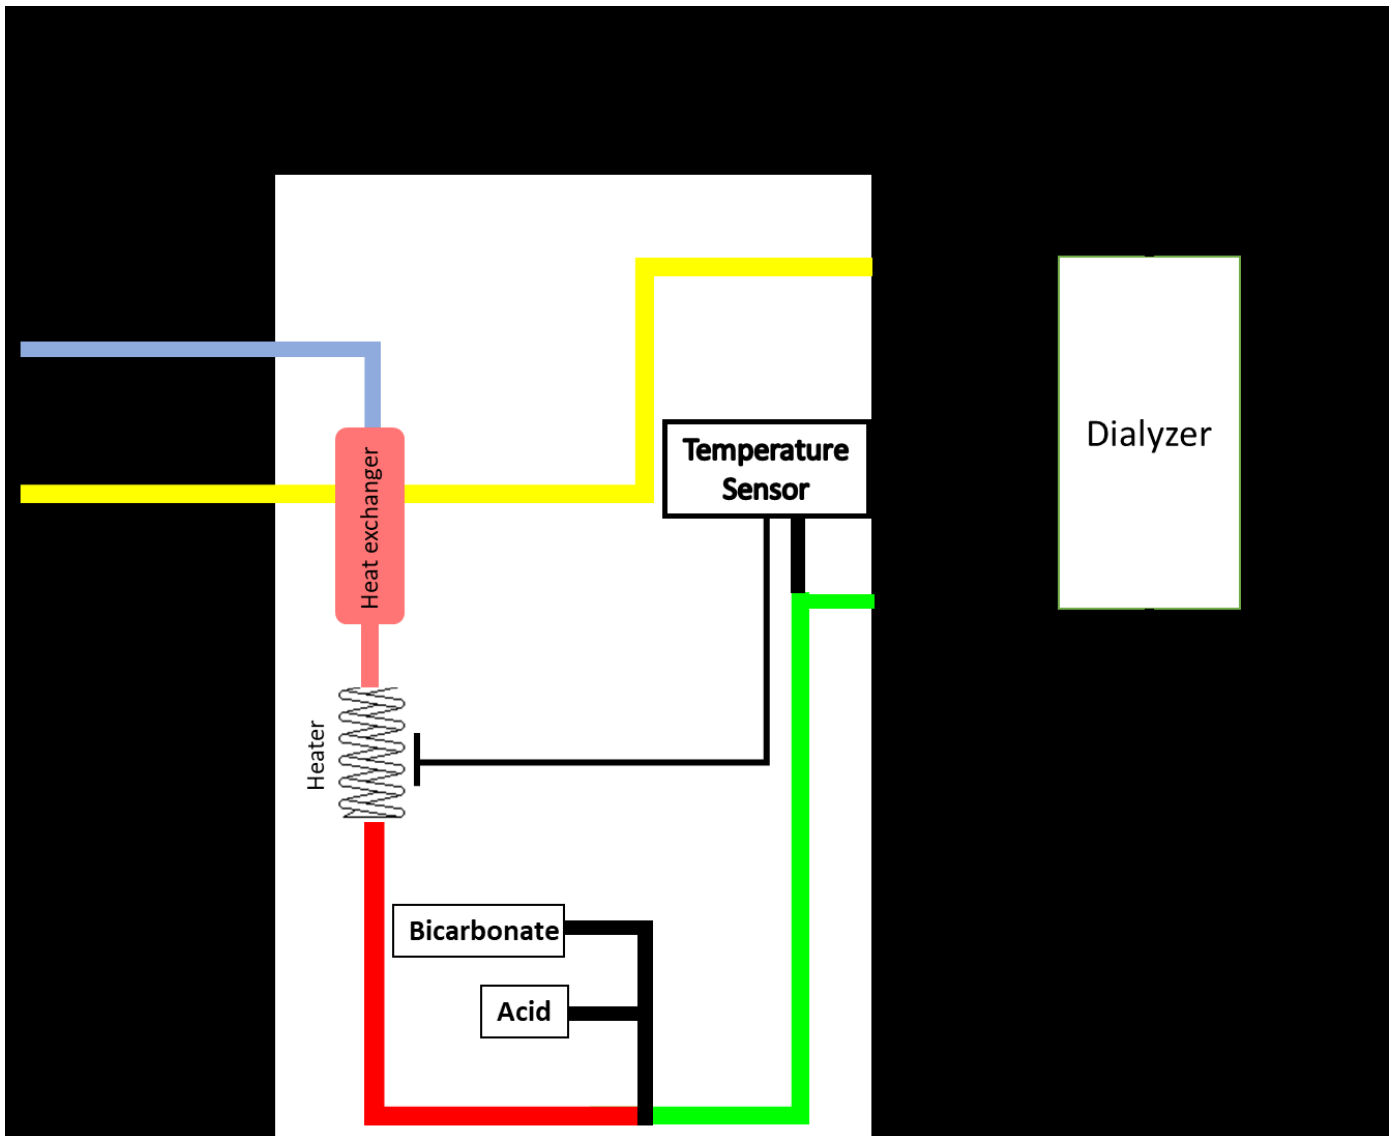 Heat exchanger
Temperature
Sensor
Dialyzer
Heater
Bicarbonate
Acid